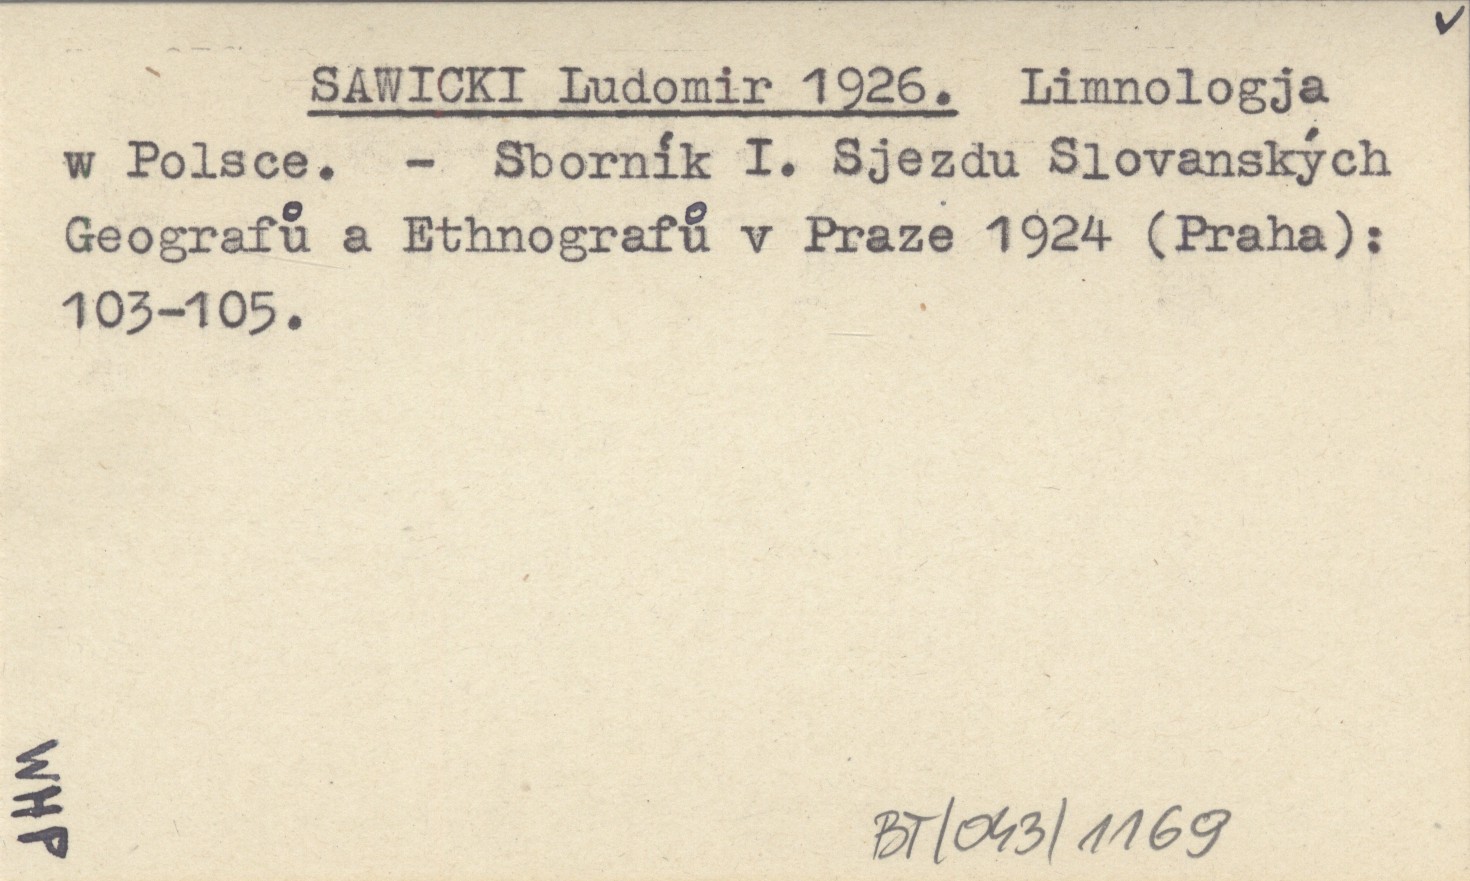 SAWICKI Ludomir 1926. Limnologja
w Polsce. - Sborník I. Sjezdu Slovanských
Geografů a Ethnografů v Praze 1924 (Praha):
103-105.
WHP
BT/043/1169